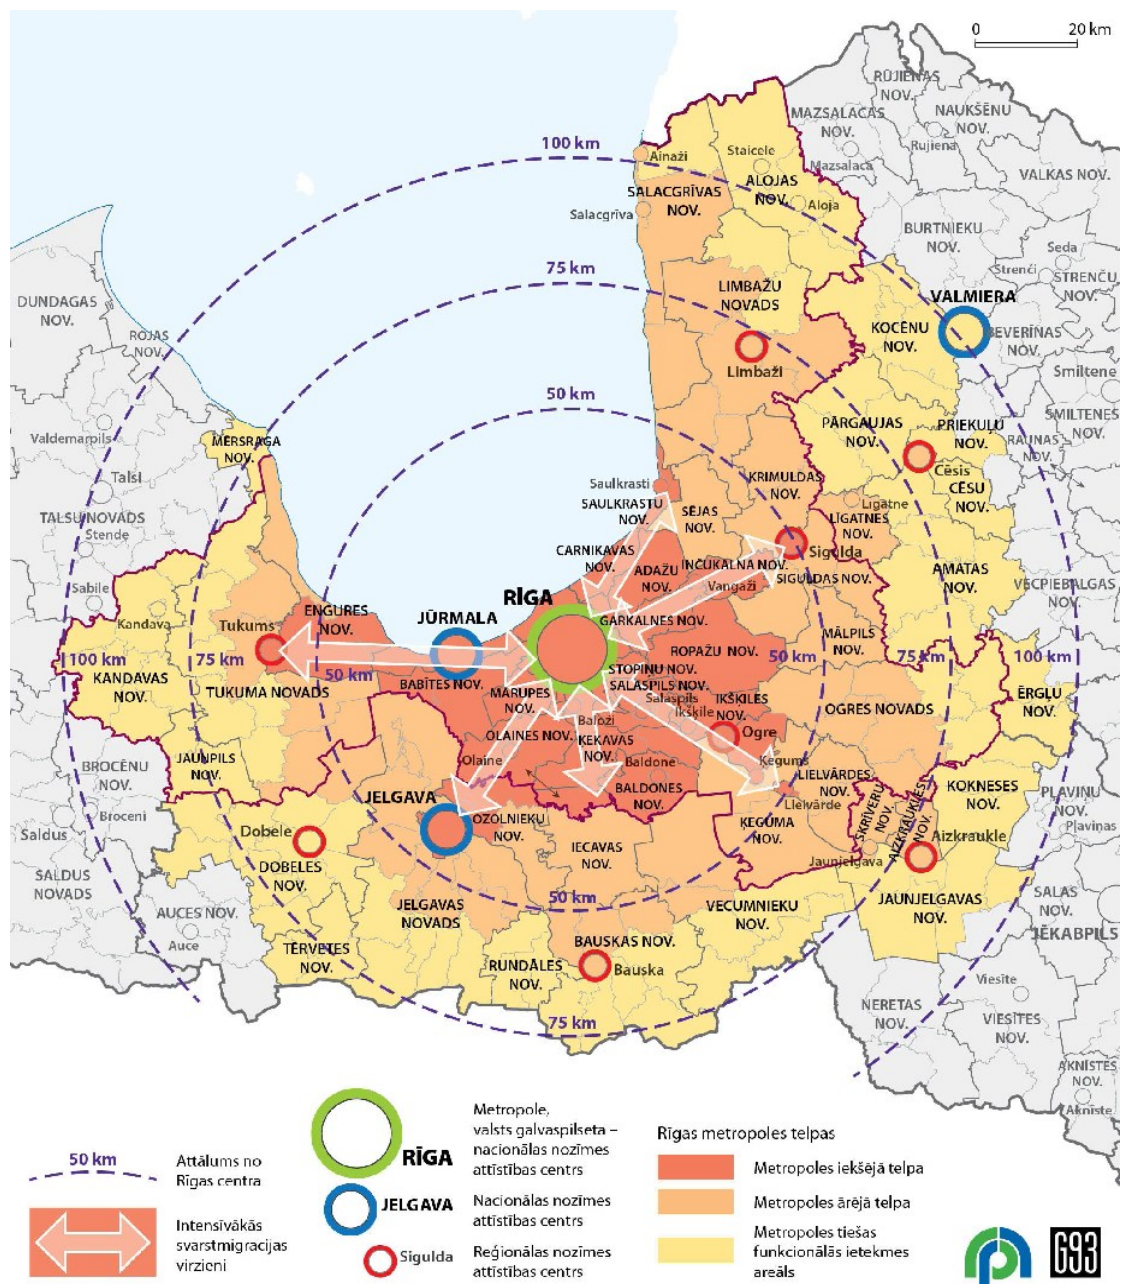 0 20 km
RŪJIENAS
NOV.
MAZSALACAS
NOV.
NAUKŠĒNU
NOV.
Rūjiena
Mazsalaca
VALKAS NOV.
100 km
Ainaži
Staicele
SALACGRĪVAS
NOV.
ALOJAS
NOV.
Aloja
Salacgrīva
BURTNIEKU
NOV.
Seda
Strenči
STRENČU
NOV.
75 km
LIMBAŽU
NOVADS
VALMIERA
KOCĒNU
NOV.
BEVERĪNAS
NOV.
DUNDAGAS
NOV.
ROJAS
NOV.
Limbaži
Smiltene
50 km
SMILTENES
NOV.
PĀRGAUJAS
NOV.
PRIEKUĻU
NOV.
RAUNAS
NOV.
Valdemarpils
MĒRSRAGA
NOV.
Cēsis
CĒSU
NOV.
Talsi
KRIMULDAS
NOV.
Saulkrasti
SAULKRASTU
NOV.
SĒJAS
NOV.
Līgatne
LĪGATNES
NOV.
TALSU NOVADS
Stende
CARNIKAVAS
NOV.
Sigulda
ĀDAŽU
NOV.
INČUKALNA NOV.
Vangaži
SIGULDAS NOV.
AMATAS
NOV.
VECPIEBALGAS
NOV.
Sabile
Kandava
ENGURES
NOV.
JŪRMALA
RĪGA
GARKALNES NOV.
Tukums
MĀLPILS
NOV.
ROPAŽU NOV.
100 km
75 km
50 km
50 km
75 km
100 km
KANDAVAS
NOV.
TUKUMA NOVADS
BABĪTES NOV.
MĀRUPES
NOV.
STOPIŅU NOV.
SALASPILS NOV.
Salaspils
Ikšķile
IKŠĶILES
NOV.
ĒRGĻU
NOV.
OGRES NOVADS
Baloži
OLAINES NOV.
ĶEKAVAS
NOV.
Ogre
Olaine
Baldone
Ķegums
JAUNPILS
NOV.
BROCĒNU
NOV.
BALDONES
NOV.
LIELVĀRDES
NOV.
Lielvārde
KOKNESES
NOV.
PĻAVIŅU
NOV.
Pļaviņas
JELGAVA
OZOLNIEKU
NOV.
ĶEGUMA
NOV.
SKRĪVERU
NOV.
AIZKRAUKLES
NOV.
Aizkraukle
Saldus
Broceni
Dobele
IECAVAS
NOV.
Jaunjelgava
DOBELES
NOV.
SALDUS
NOVADS
AUCES NOV.
Auce
JELGAVAS
NOVADS
50 km
VECUMNIEKU
NOV.
JAUNJELGAVAS
NOV.
SALAS
NOV.
JĒKABPILS
TĒRVETES
NOV.
BAUSKAS NOV.
RUNDĀLES
NOV.
Bauska
Viesīte
NERETAS
NOV.
VIESĪTES
NOV.
75 km
AKNĪSTES
NOV.
Aknīste
50 km
Attālums no
Rīgas centra
Intensīvākās
svarstmigracijas
virzieni
RĪGA
Metropole,
valsts galvaspilseta –
nacionālas nozīmes
attīstības centrs
JELGAVA
Nacionālas nozīmes
attīstības centrs
Sigulda
Reģionālas nozīmes
attīstības centrs
Rīgas metropoles telpas
Metropoles iekšējā telpa
Metropoles ārējā telpa
Metropoles tiešas
funkcionālās ietekmes
areāls
G93